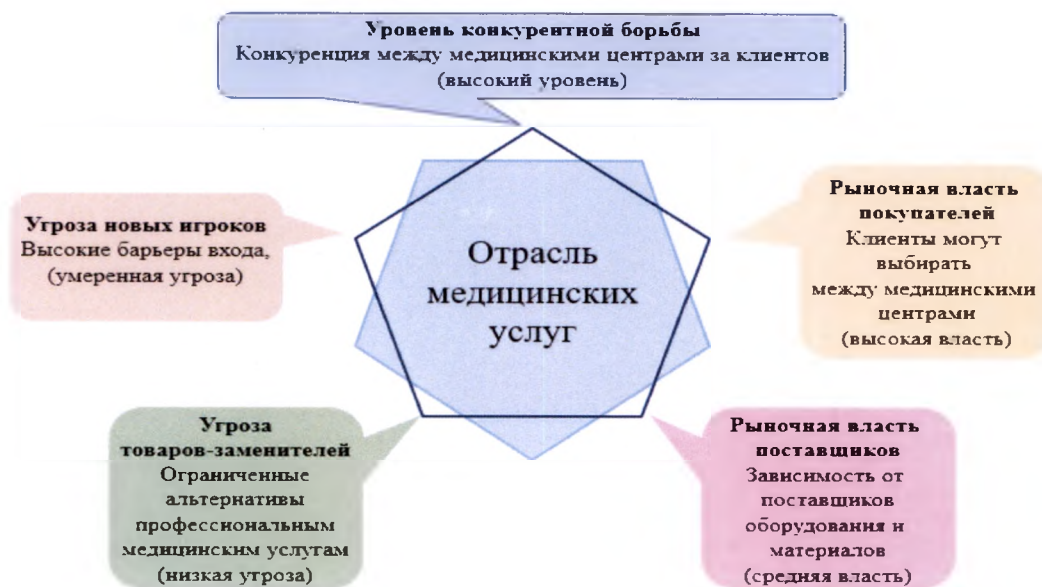 Уровень конкурентной борьбы
Конкуренция между медицинскими центрами за клиентов
(высокий уровень)
Угроза новых игроков
Высокие барьеры входа,
(умеренная угроза)
Отрасль
медицинских
услуг
Рыночная власть
покупателей
Клиенты могут
выбирать
между медицинскими
центрами
(высокая власть)
Угроза
товаров-заменителей
Ограниченные
альтернативы
профессиональным
медицинским услугам
(низкая угроза)
Рыночная власть
поставщиков
Зависимость от
поставщиков
оборудования и
материалов
(средняя власть)